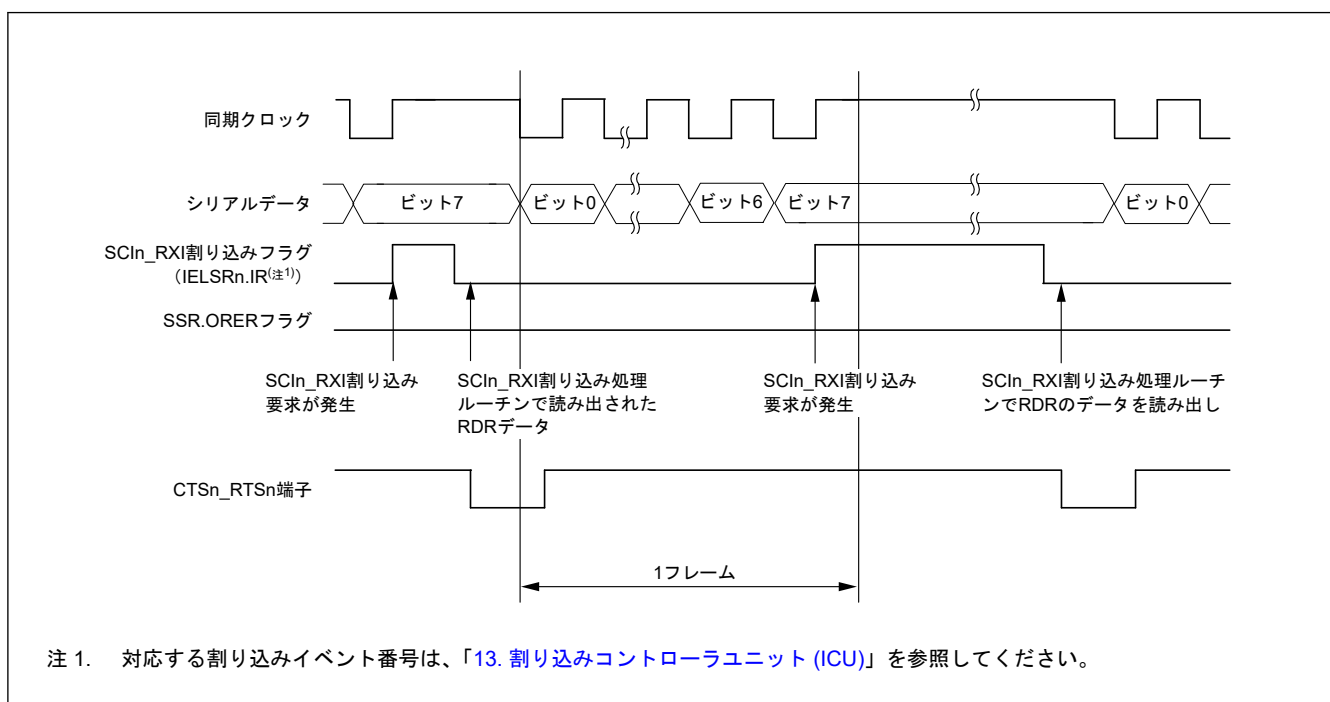 同期クロック
シリアルデータ
ビット7
ビット0
ビット6
ビット7
ビット0
SCIn_RXI割り込みフラグ
（IELSRn.IR(注1)）
SSR.ORERフラグ
SCIn_RXI割り込み
要求が発生
SCIn_RXI割り込み処理
ルーチンで読み出された
RDRデータ
SCIn_RXI割り込み
要求が発生
SCIn_RXI割り込み処理ルーチ
ンでRDRのデータを読み出し
CTSn_RTSn端子
1フレーム
注 1. 対応する割り込みイベント番号は、「13. 割り込みコントローラユニット (ICU)」を参照してください。